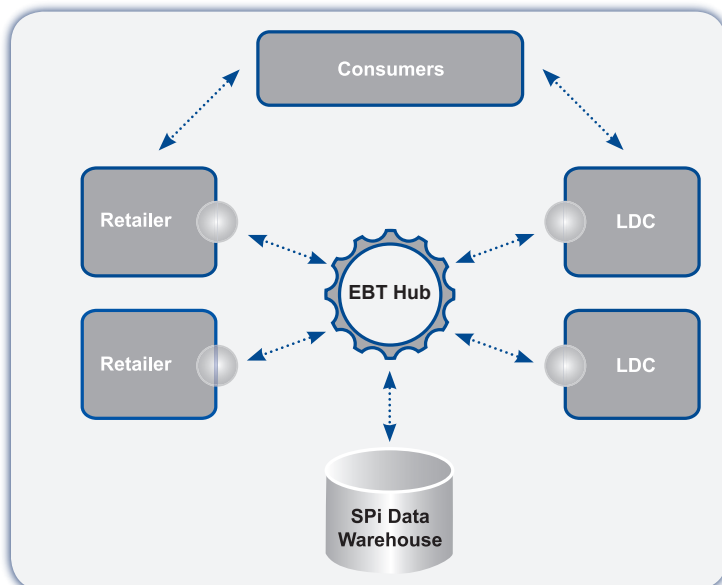 Consumers
Retailer
LDC
EBT Hub
Retailer
LDC
SPi Data
Warehouse